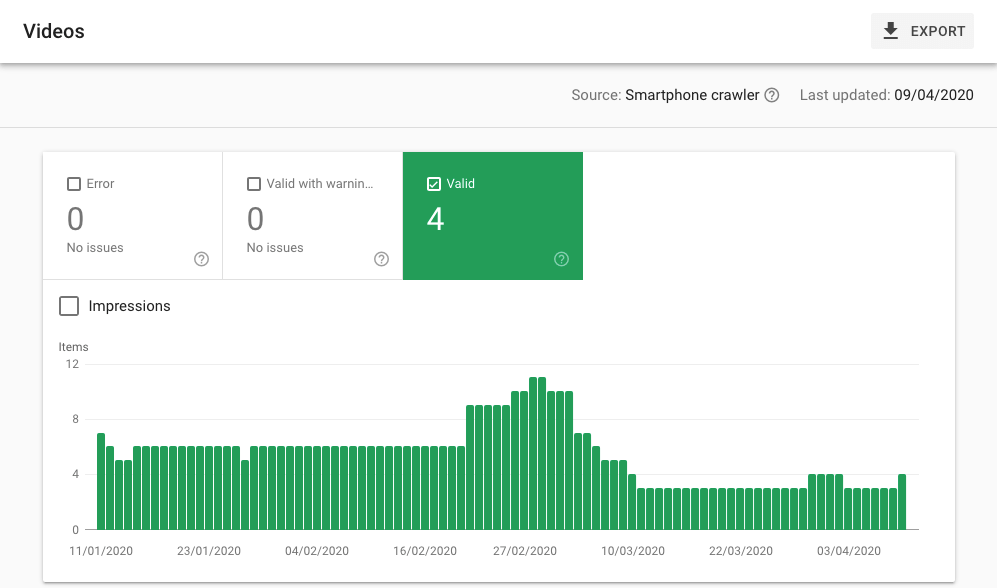 Videos
EXPORT
Source: Smartphone crawler Last updated: 09/04/2020
Error
0
No issues
Valid with warnin...
0
No issues
Valid
4
Impressions
Items
12
8
4
0
11/01/2020 23/01/2020 04/02/2020 16/02/2020 27/02/2020 10/03/2020 22/03/2020 03/04/2020